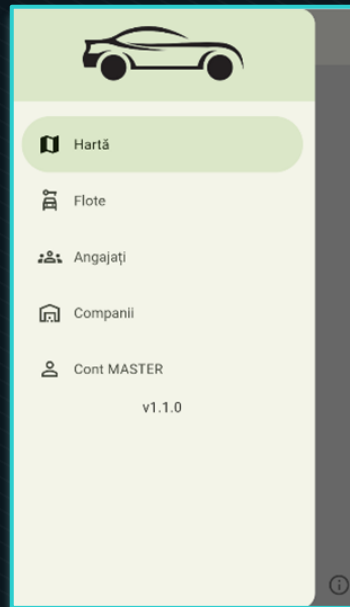 Hartă
Flote
Angajați
Companii
Cont MASTER
v1.1.0